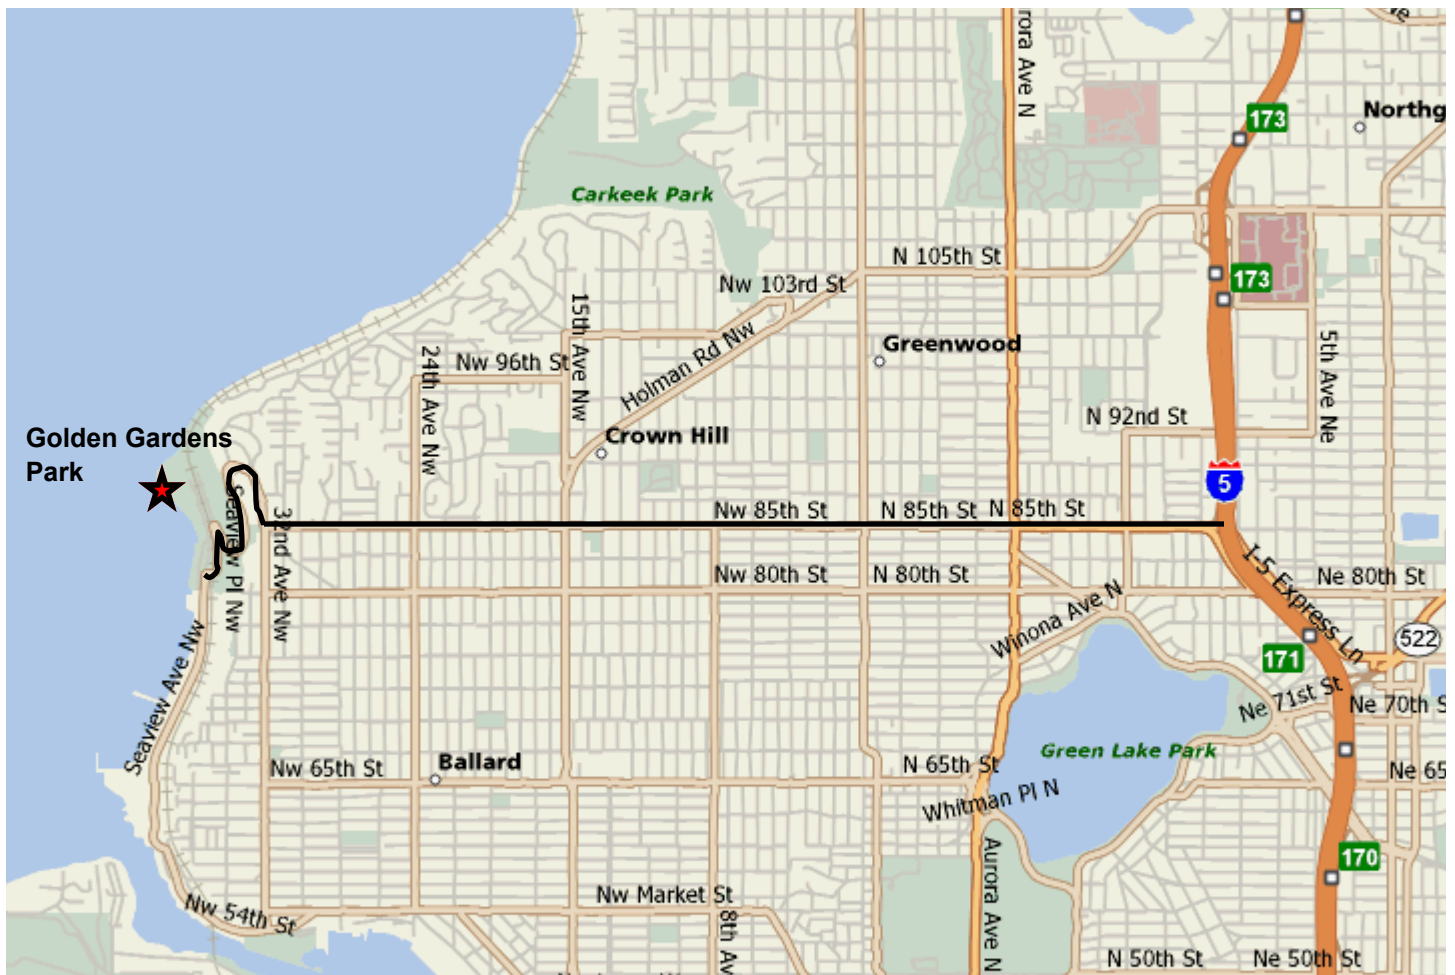 rora Ave N
Ne
173
Northg
Carkeek Park
N 105th St
173
Nw 103rd St
15th Ave Nw
Holman Rd Nw
Greenwood
5th Ave Ne
24th Ave Nw
Nw 96th St
N 92nd St
Crown Hill
Golden Gardens
Park
5
Seaview Pl Nw
32nd Ave Nw
Nw 85th St
N 85th St
N 85th St
I-5 Express Ln
Nw 80th St
N 80th St
Ne 80th St
Winona Ave N
522
171
Seaview Ave Nw
Ne 71st St
Ne 70th S
Green Lake Park
Ballard
Nw 65th St
N 65th St
Ne 65
Whitman Pl N
170
Aurora Ave N
Nw Market St
8th Av
Nw 54th St
N 50th St
Ne 50th St